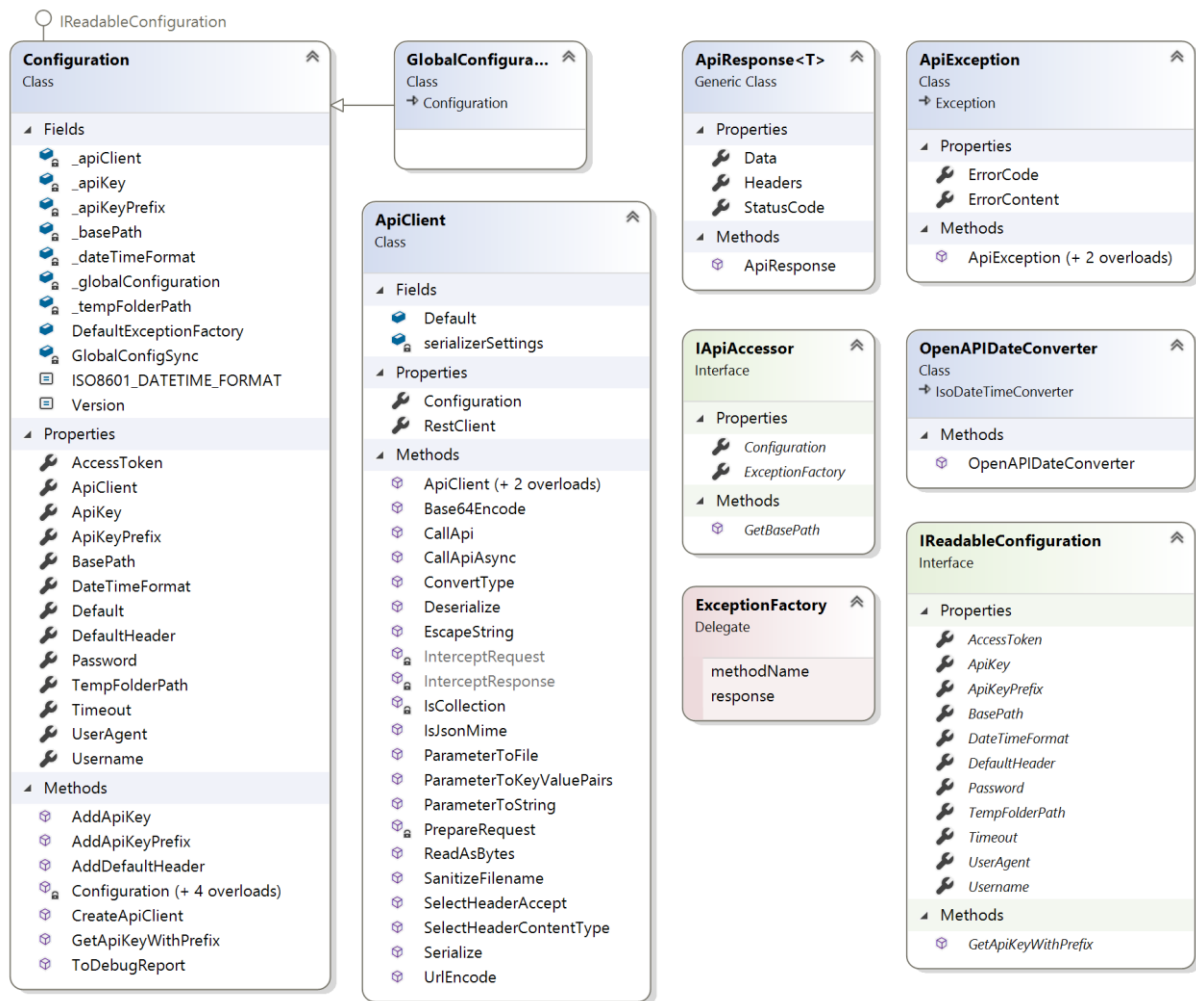 IReadableConfiguration
Configuration
Class
Fields
_apiClient
_apiKey
_apiKeyPrefix
_basePath
_dateTimeFormat
_globalConfiguration
_tempFolderPath
DefaultExceptionFactory
GlobalConfigSync
ISO8601_DATETIME_FORMAT
Version
Properties
AccessToken
ApiClient
ApiKey
ApiKeyPrefix
BasePath
DateTimeFormat
Default
DefaultHeader
Password
TempFolderPath
Timeout
UserAgent
Username
Methods
AddApiKey
AddApiKeyPrefix
AddDefaultHeader
Configuration (+ 4 overloads)
CreateApiClient
GetApiKeyWithPrefix
ToDebugReport
GlobalConfigura...
Class
Configuration
ApiClient
Class
Fields
Default
serializerSettings
Properties
Configuration
RestClient
Methods
ApiClient (+ 2 overloads)
Base64Encode
CallApi
CallApiAsync
ConvertType
Deserialize
EscapeString
InterceptRequest
InterceptResponse
IsCollection
IsJsonMime
ParameterToFile
ParameterToKeyValuePairs
ParameterToString
PrepareRequest
ReadAsBytes
SanitizeFilename
SelectHeaderAccept
SelectHeaderContentType
Serialize
UrlEncode
ApiResponse<T>
Generic Class
Properties
Data
Headers
StatusCode
Methods
ApiResponse
IApiAccessor
Interface
Properties
Configuration
ExceptionFactory
Methods
GetBasePath
ExceptionFactory
Delegate
methodName
response
ApiException
Class
Exception
Properties
ErrorCode
ErrorContent
Methods
ApiException (+ 2 overloads)
OpenAPIDateConverter
Class
IsoDateTimeConverter
Methods
OpenAPIDateConverter
IReadableConfiguration
Interface
Properties
AccessToken
ApiKey
ApiKeyPrefix
BasePath
DateTimeFormat
DefaultHeader
Password
TempFolderPath
Timeout
UserAgent
Username
Methods
GetApiKeyWithPrefix